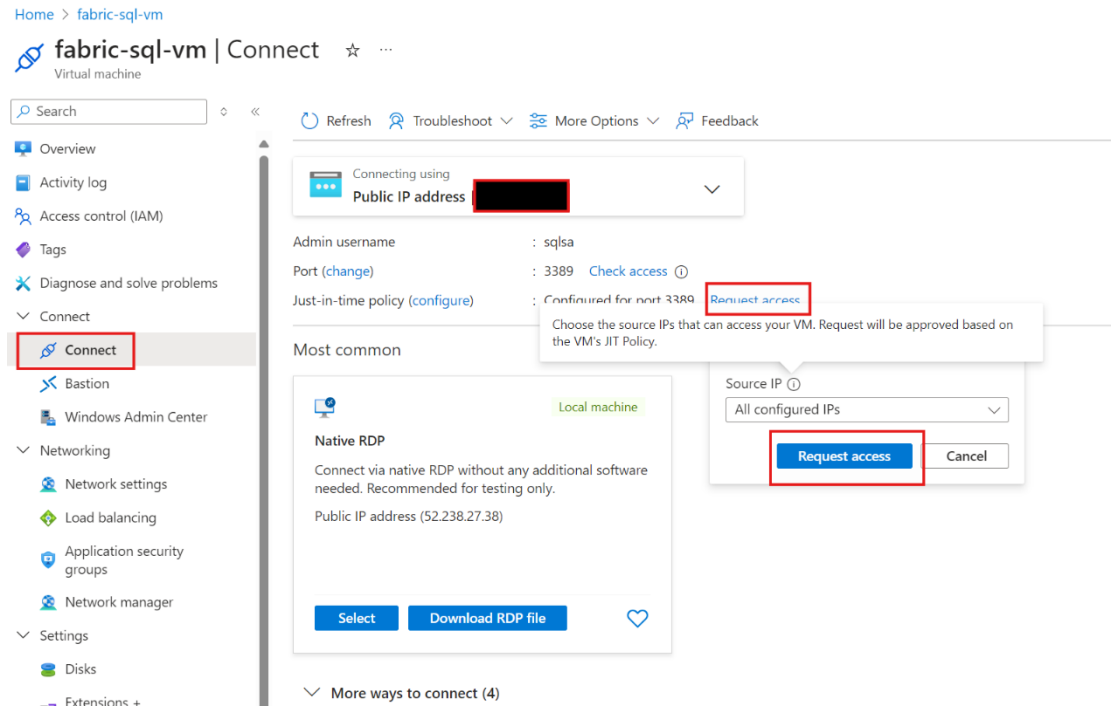 Home > fabric-sql-vm
fabric-sql-vm | Connect
Virtual machine
Search
Overview
Activity log
Access control (IAM)
Tags
Diagnose and solve problems
Connect
Connect
Bastion
Windows Admin Center
Networking
Network settings
Load balancing
Application security
groups
Network manager
Settings
Disks
Extensions +
Refresh Troubleshoot More Options Feedback
Connecting using
Public IP address |
Admin username : sqlsa
Port (change) : 3389 Check access
Just-in-time policy (configure) : Configured for port 3389 Request access
Choose the source IPs that can access your VM. Request will be approved based on
the VM's JIT Policy.
Most common
Source IP
All configured IPs
Request access Cancel
Local machine
Native RDP
Connect via native RDP without any additional software
needed. Recommended for testing only.
Public IP address (52.238.27.38)
Select Download RDP file
More ways to connect (4)